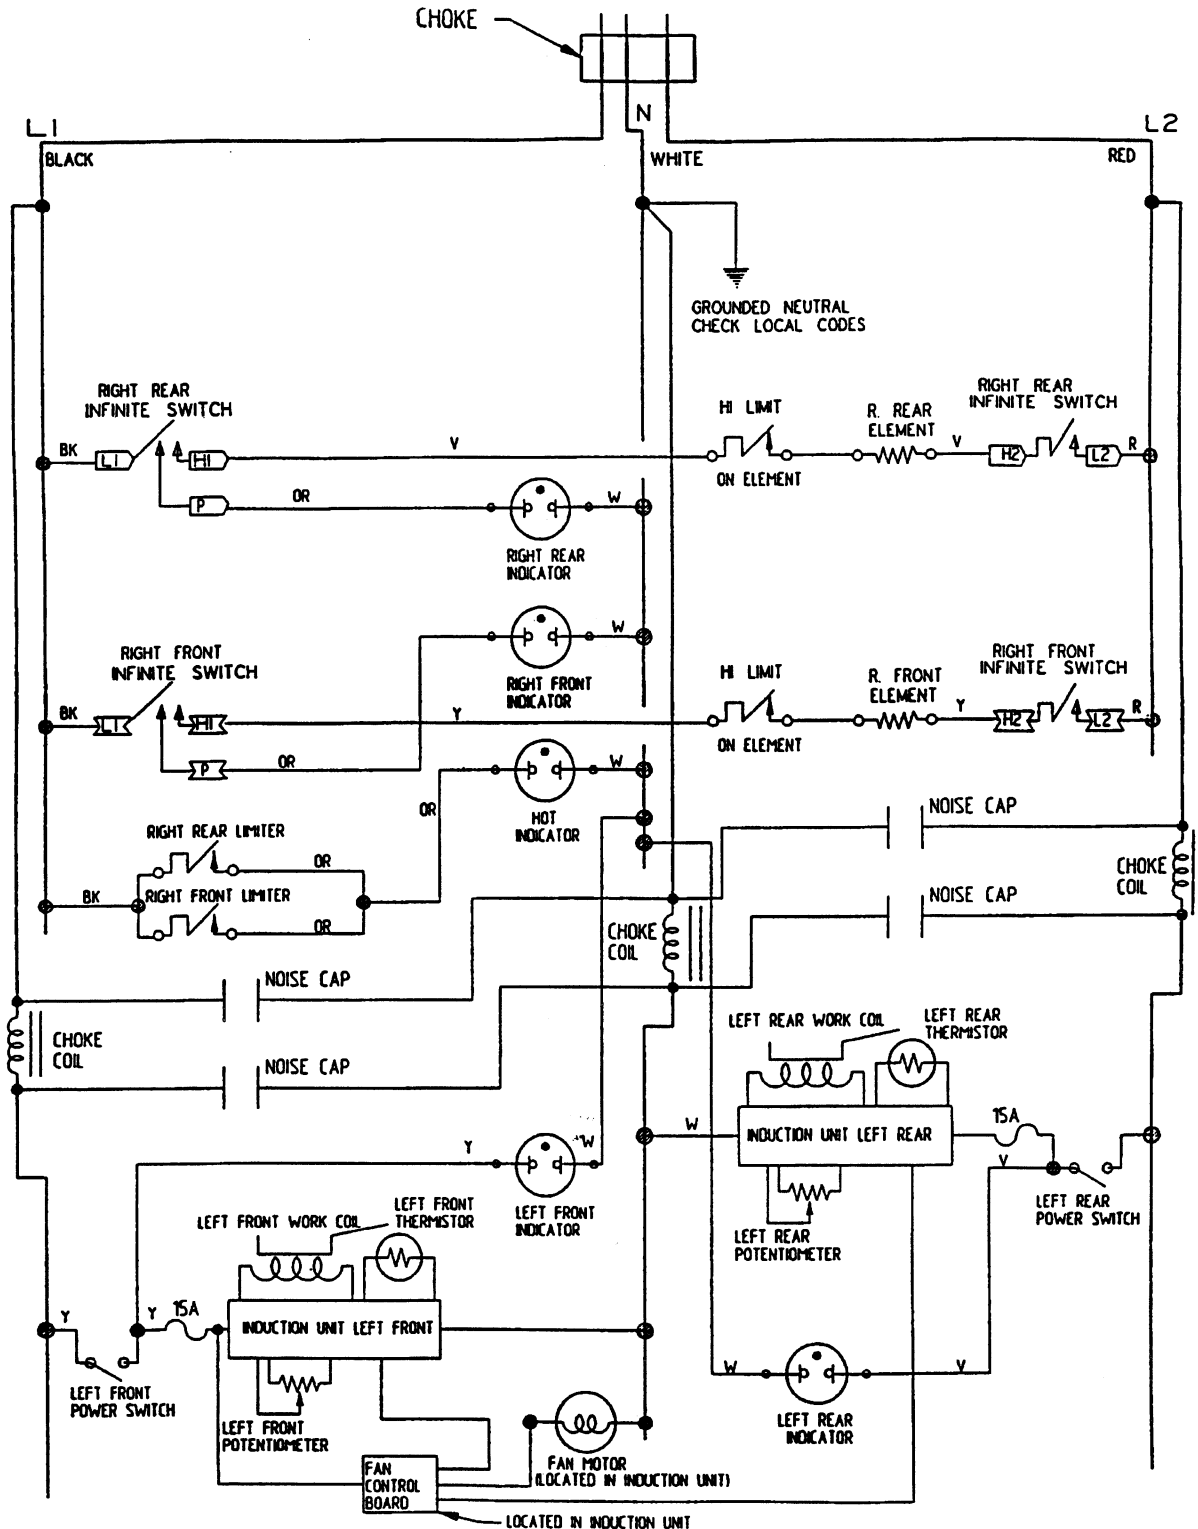 CHOKE
L1
N
L2
BLACK
WHITE
RED
GROUNDED NEUTRAL
CHECK LOCAL CODES
RIGHT REAR
INFINITE SWITCH
HI LIMIT
R. REAR
ELEMENT
RIGHT REAR
INFINITE SWITCH
BK
L1
H1
V
V
H2
L2
R
ON ELEMENT
P
OR
W
RIGHT REAR
INDICATOR
W
RIGHT FRONT
INFINITE SWITCH
RIGHT FRONT
INDICATOR
HI LIMIT
R. FRONT
ELEMENT
RIGHT FRONT
INFINITE SWITCH
BK
L1
H1
Y
Y
H2
L2
R
ON ELEMENT
P
OR
W
OR
HOT
INDICATOR
NOISE CAP
RIGHT REAR LIMITER
OR
CHOKE
COIL
BK
RIGHT FRONT LIMITER
OR
NOISE CAP
CHOKE
COIL
NOISE CAP
CHOKE
COIL
NOISE CAP
LEFT REAR WORK COIL
LEFT REAR
THERMISTOR
W
INDUCTION UNIT LEFT REAR
15A
V
Y
W
LEFT FRONT
INDICATOR
LEFT REAR
POWER SWITCH
LEFT REAR
POTENTIOMETER
LEFT FRONT WORK COIL
LEFT FRONT
THERMISTOR
Y
Y
15A
INDUCTION UNIT LEFT FRONT
LEFT FRONT
POWER SWITCH
LEFT FRONT
POTENTIOMETER
W
V
LEFT REAR
INDICATOR
FAN MOTOR
(LOCATED IN INDUCTION UNIT)
FAN
CONTROL
BOARD
LOCATED IN INDUCTION UNIT